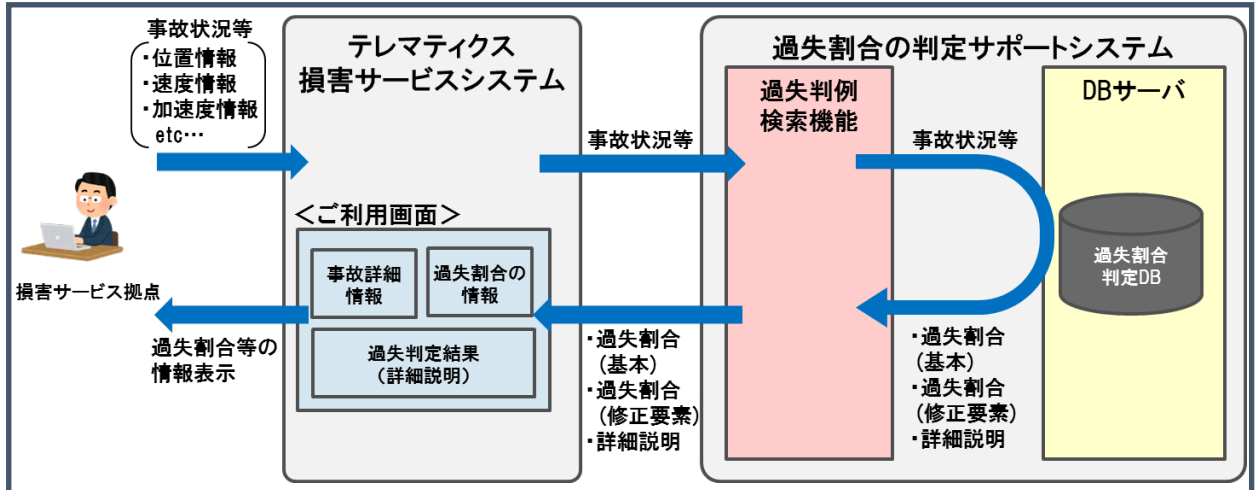 事故状況等
・位置情報
・速度情報
・加速度情報
etc…
損害サービス拠点
過失割合等の
情報表示
テレマティクス
損害サービスシステム
＜ご利用画面＞
事故詳細
情報
過失割合の
情報
過失判定結果
（詳細説明）
事故状況等
・過失割合
（基本）
・過失割合
（修正要素）
・詳細説明
過失割合の判定サポートシステム
過失判例
検索機能
事故状況等
・過失割合
（基本）
・過失割合
（修正要素）
・詳細説明
DBサーバ
過失割合
判定DB